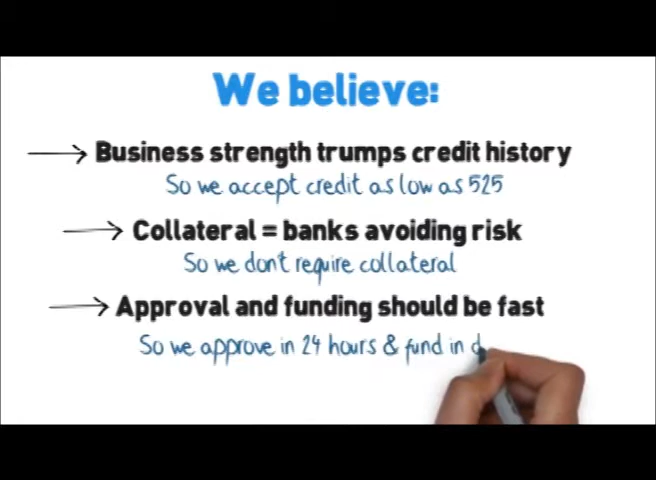 We believe:
Business strength trumps credit history
So we accept credit as low as 525
Collateral = banks avoiding risk
So we don't require collateral
Approval and funding should be fast
So we approve in 24 hours & fund in